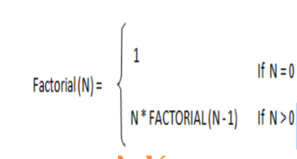 1 If N = 0
Factorial (N) =
N * FACTORIAL (N - 1) If N > 0